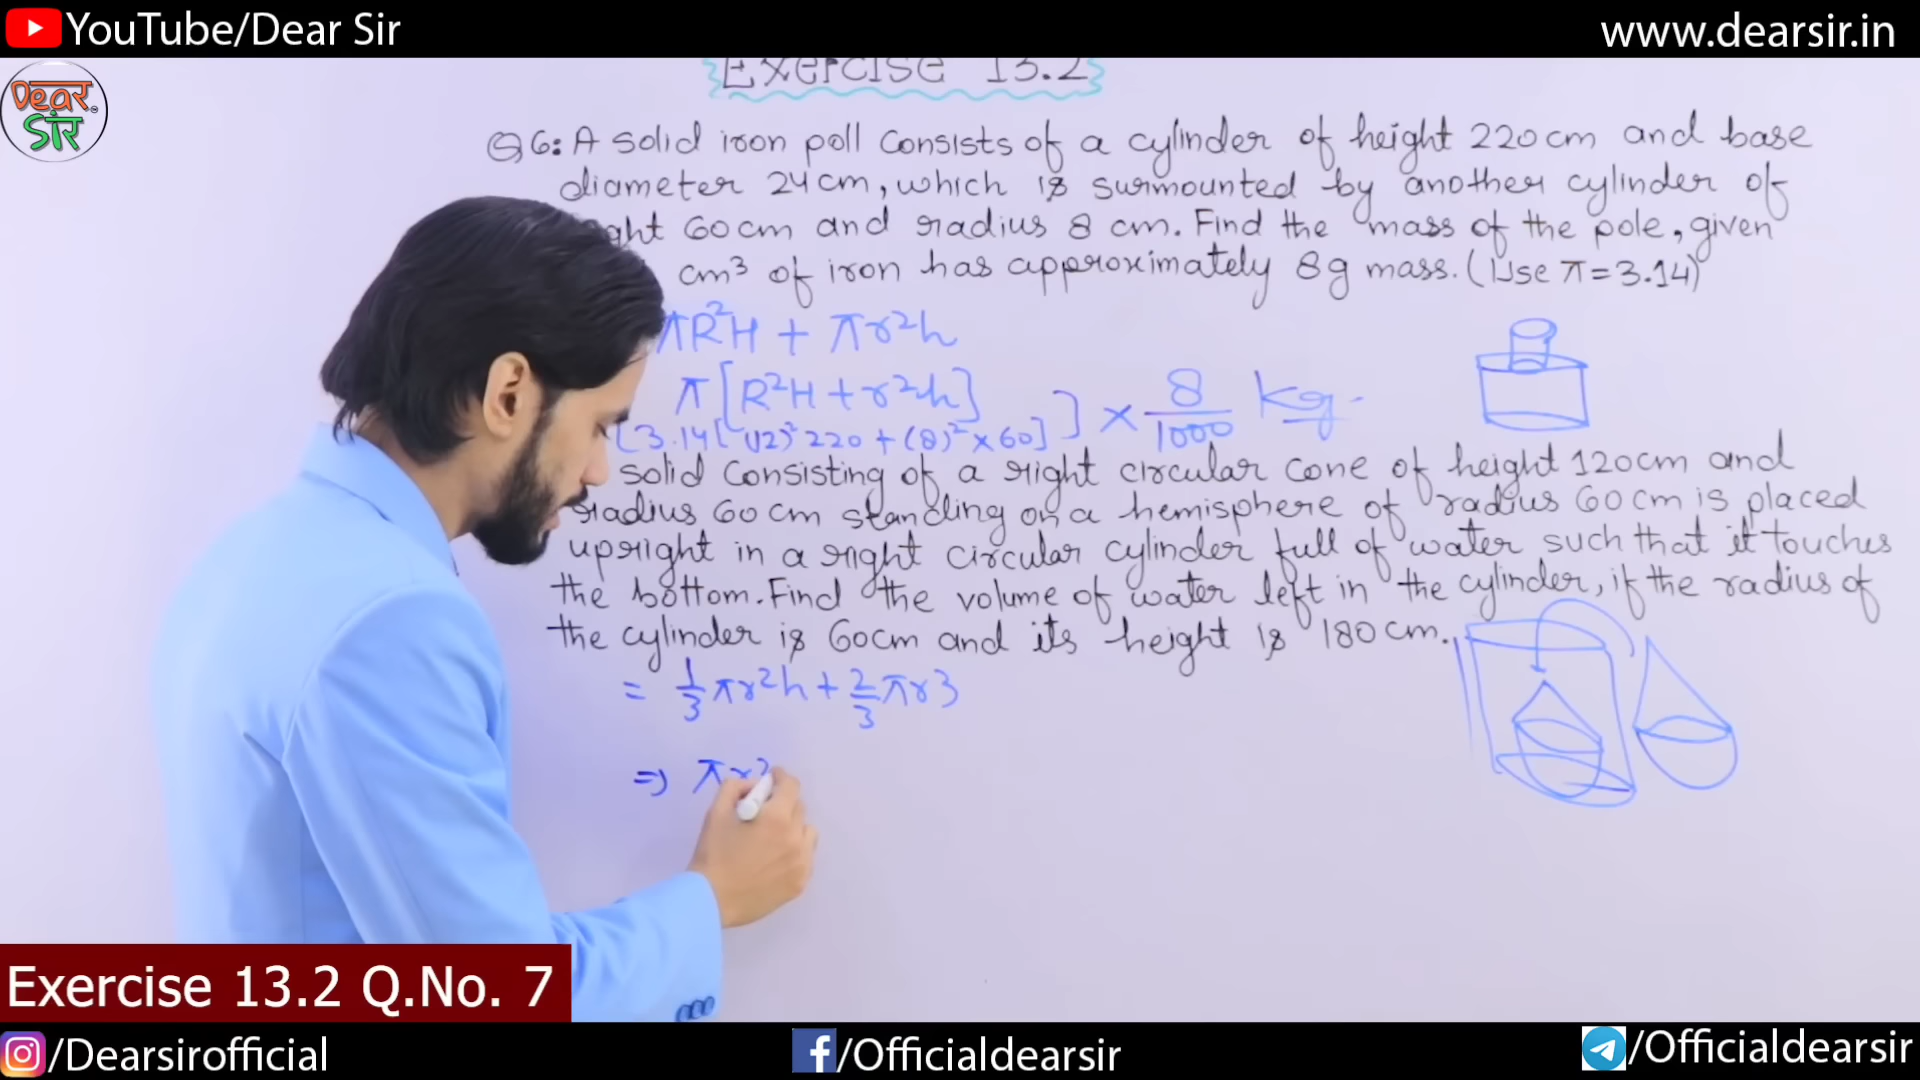 YouTube/Dear Sir
www.dearsir.in
Dear
Sir
Exercise 13.2
Q6: A solid iron poll consists of a cylinder of height 220 cm and base
diameter 24 cm, which is surmounted by another cylinder of
ght 60 cm and radius 8 cm. Find the mass of the pole, given
cm³ of iron has approximately 8g mass. (Use π = 3.14)
πR²H + πr²h
π[R²H + r²h]
[3.14[(12)² 220 + (8)² × 60]] × 8/1000 kg.
solid consisting of a right circular cone of height 120cm and
radius 60 cm standing on a hemisphere of radius 60 cm is placed
upright in a right circular cylinder full of water such that it touches
the bottom. Find the volume of water left in the cylinder, if the radius of
the cylinder is 60 cm and its height is 180 cm.
= 1/3 πr²h + 2/3 πr3
⇒ πr²
Exercise 13.2 Q.No. 7
/Dearsirofficial
/Officialdearsir
/Officialdearsir